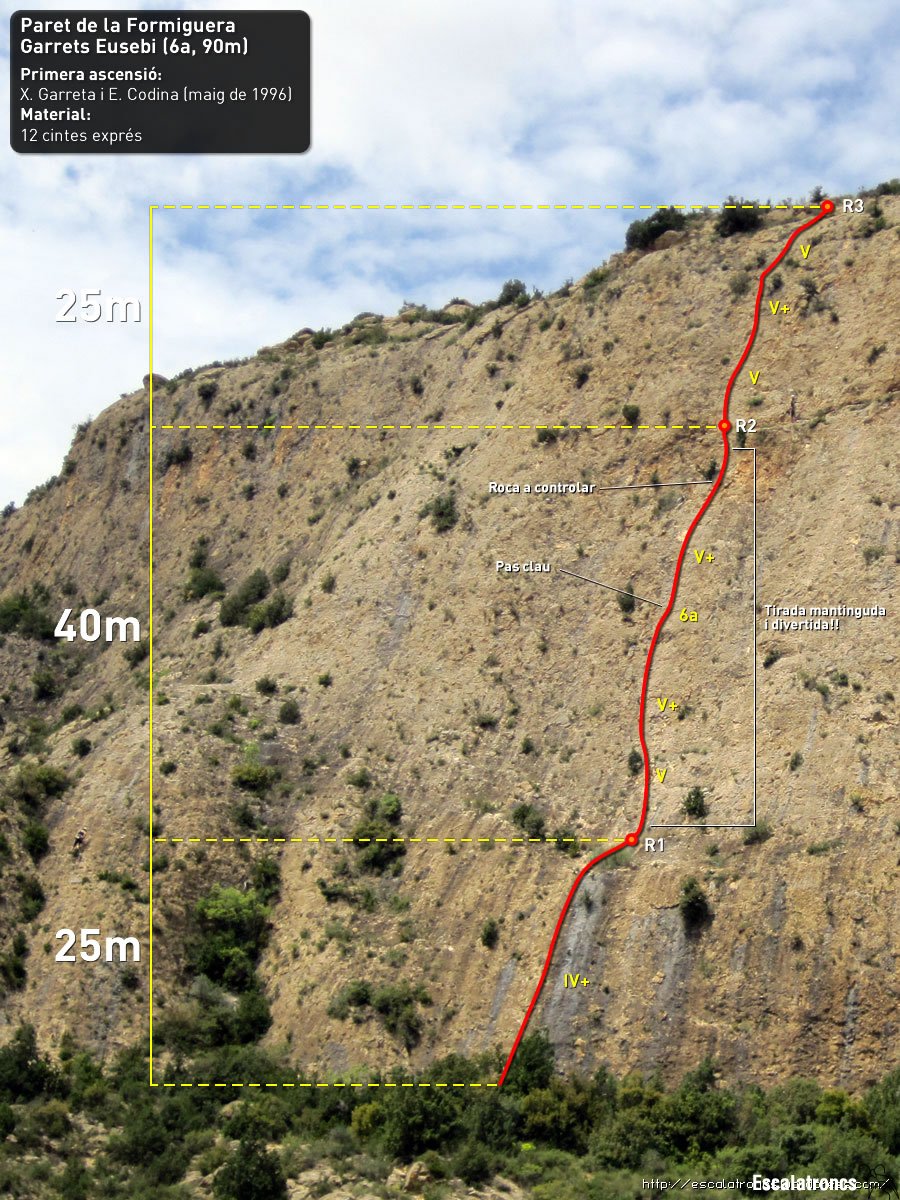 Paret de la Formiguera
Garrets Eusebi (6a, 90m)
Primera ascensió:
X. Garreta i E. Codina (maig de 1996)
Material:
12 cintes exprés
R3
V
25m
V+
V
R2
Roca a controlar
V+
Pas clau
6a
Tirada mantinguda
i divertida!!
40m
V+
V
R1
25m
IV+
Escalatroncs